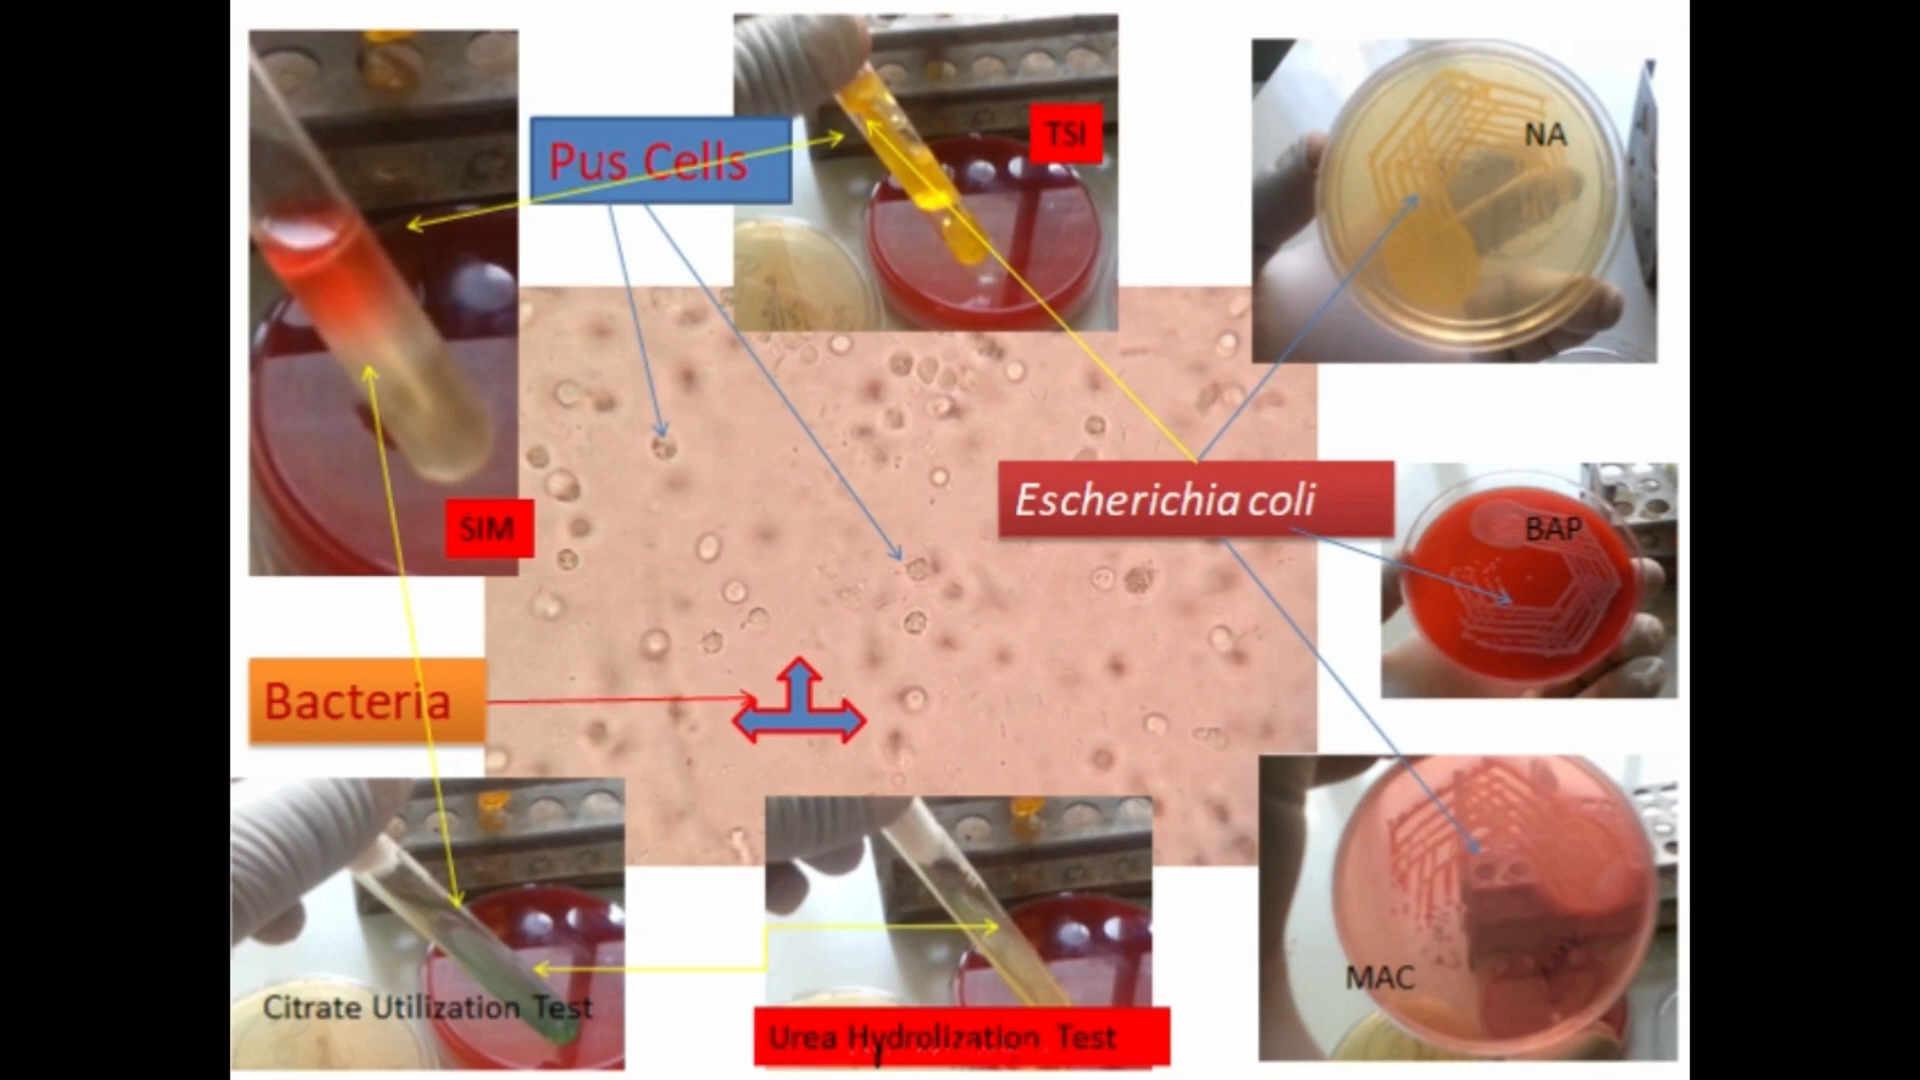 TSI
NA
Pus Cells
Escherichia coli
SIM
BAP
Bacteria
MAC
Citrate Utilization Test
Urea Hydrolization Test